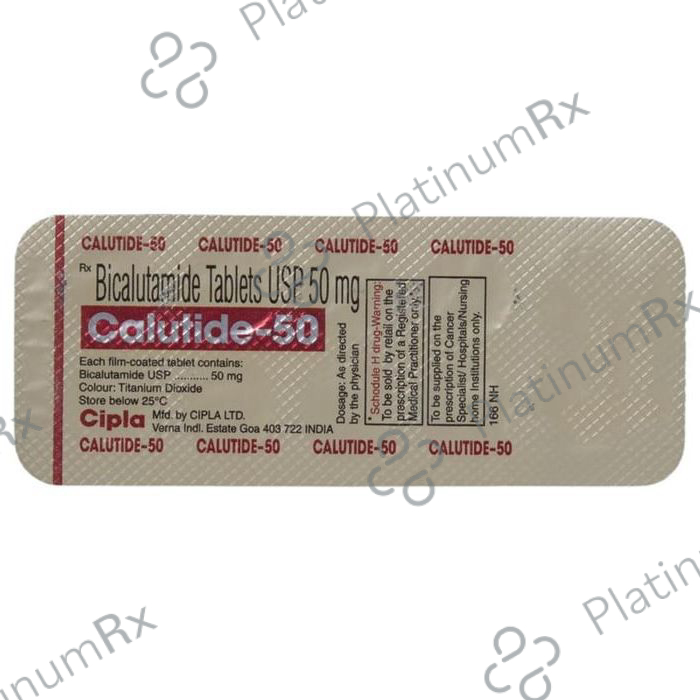 PlatinumRx
PlatinumRx
CALUTIDE-50 CALUTIDE-50 CALUTIDE-50 CALUTIDE-50
Rx Bicalutamide Tablets USP 50 mg
Calutide-50
Each film-coated tablet contains:
Bicalutamide USP .......... 50 mg
Colour: Titanium Dioxide
Store below 25°C
Cipla Mfd. by CIPLA LTD.
Verna Indl. Estate Goa 403 722 INDIA
Dosage: As directed
by the physician
* Schedule H drug-Warning:
To be sold by retail on the
prescription of a Registered
Medical Practitioner only.*
To be supplied on the
prescription of Cancer
Specialist/ Hospitals/Nursing
home Institutions only.
166 NH
CALUTIDE-50 CALUTIDE-50 CALUTIDE-50 CALUTIDE-50
PlatinumRx
Rx
PlatinumRx
numRx
Platin